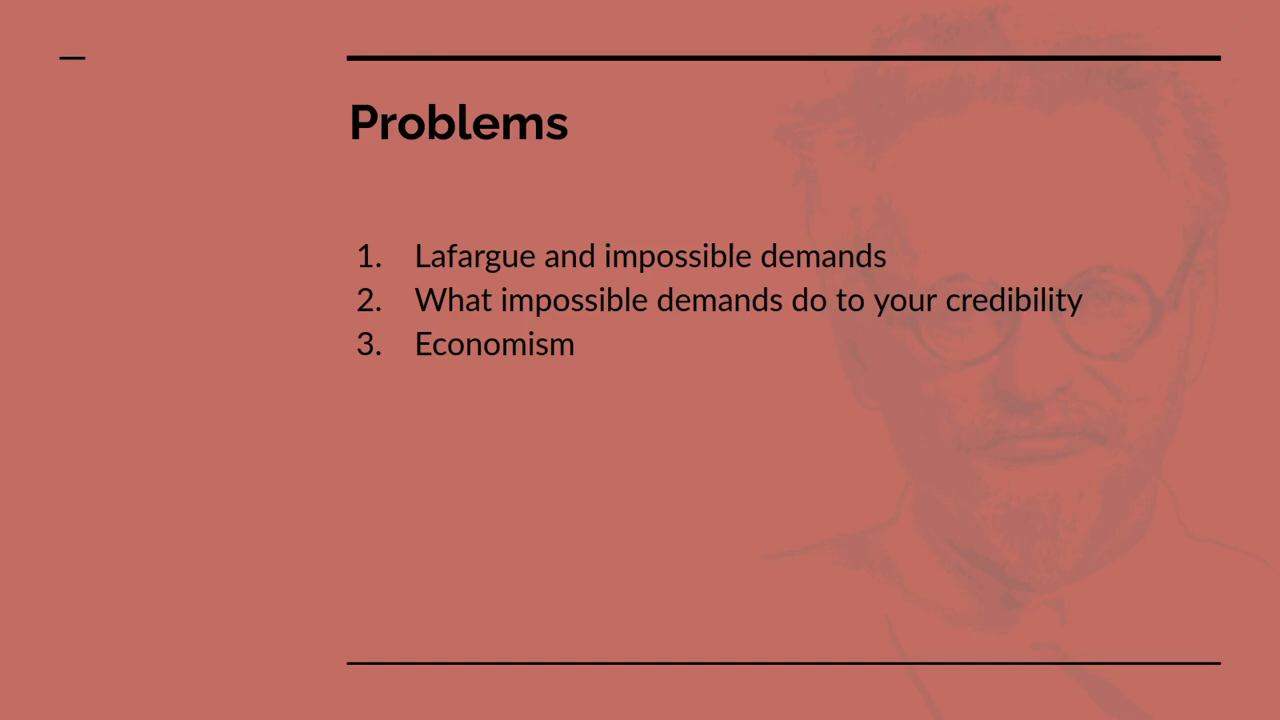 Problems
1. Lafargue and impossible demands
2. What impossible demands do to your credibility
3. Economism